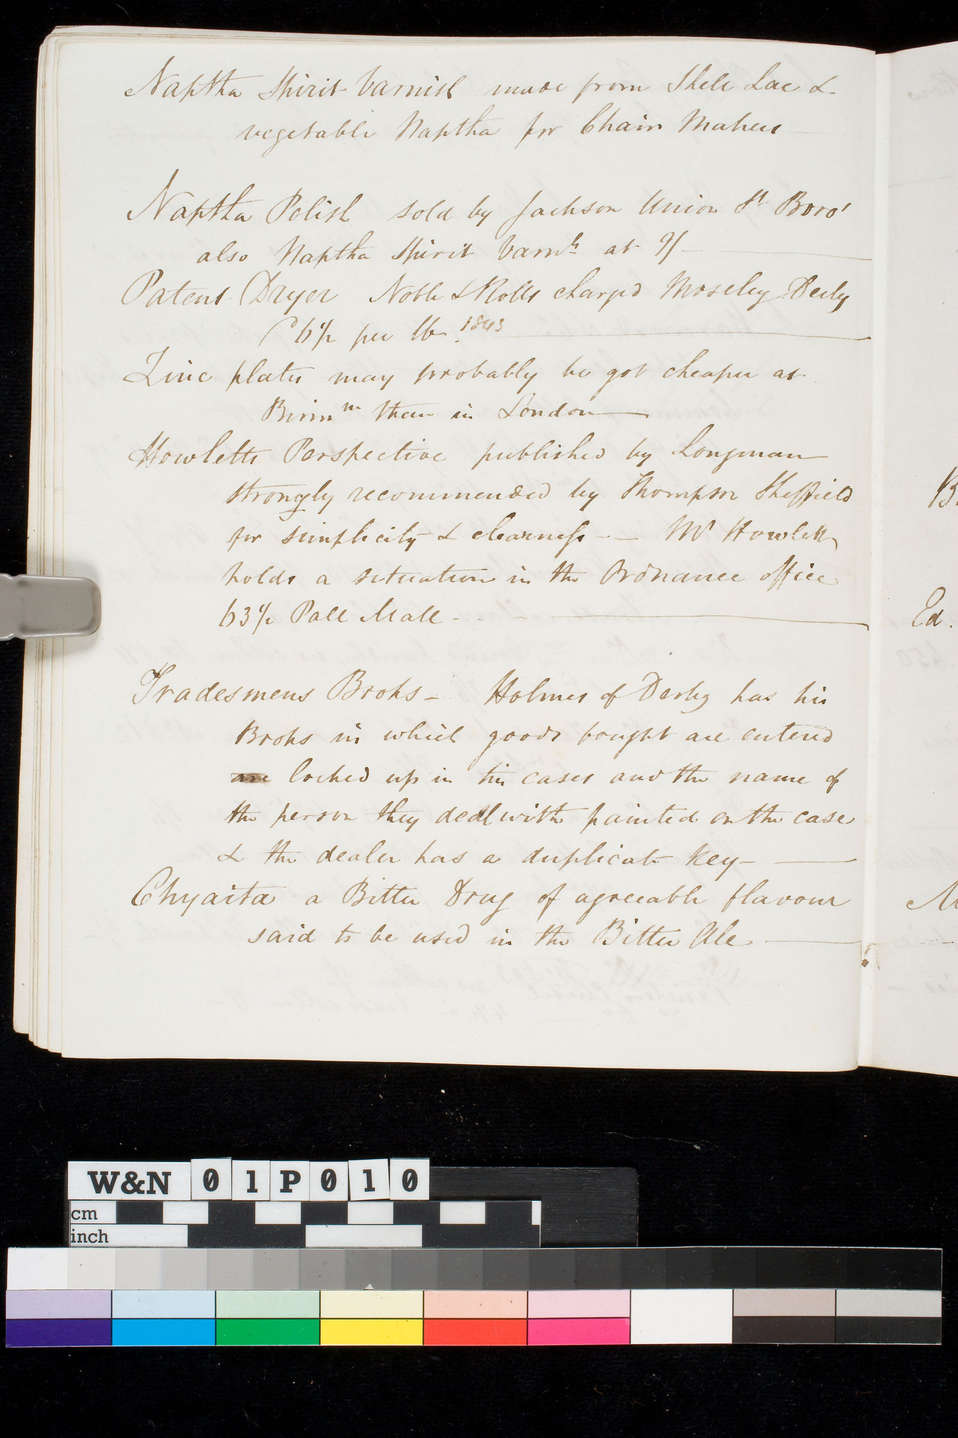 Naptha Spirit Varnish made from Shell Lac &
vegetable Naptha for Chair Makers
Naptha Polish sold by Jackson Union St Boro'
also Naptha Spirit Varnh at 9/-
Patent Dryer Noble & Rolls charged Moseley Derby
6½ per lb. 1843
Zinc plates may probably be got cheaper at
Birmm than in London
Howletts Perspective published by Longman
strongly recommended by Thompson Sheffield
for simplicity & clearness - Mr Howlett
holds a situation in the Ordnance office
63½ Pall Mall
Tradesmens Books - Holmes of Derby has his
Books in which goods bought are entered
are locked up in tin cases and the name of
the person they deal with painted on the case
& the dealer has a duplicate key -
Chyaita a Bitter Drug of agreeable flavour
said to be used in the Bitter Ale
B
Ed.
M
W&N 01P010
cm
inch